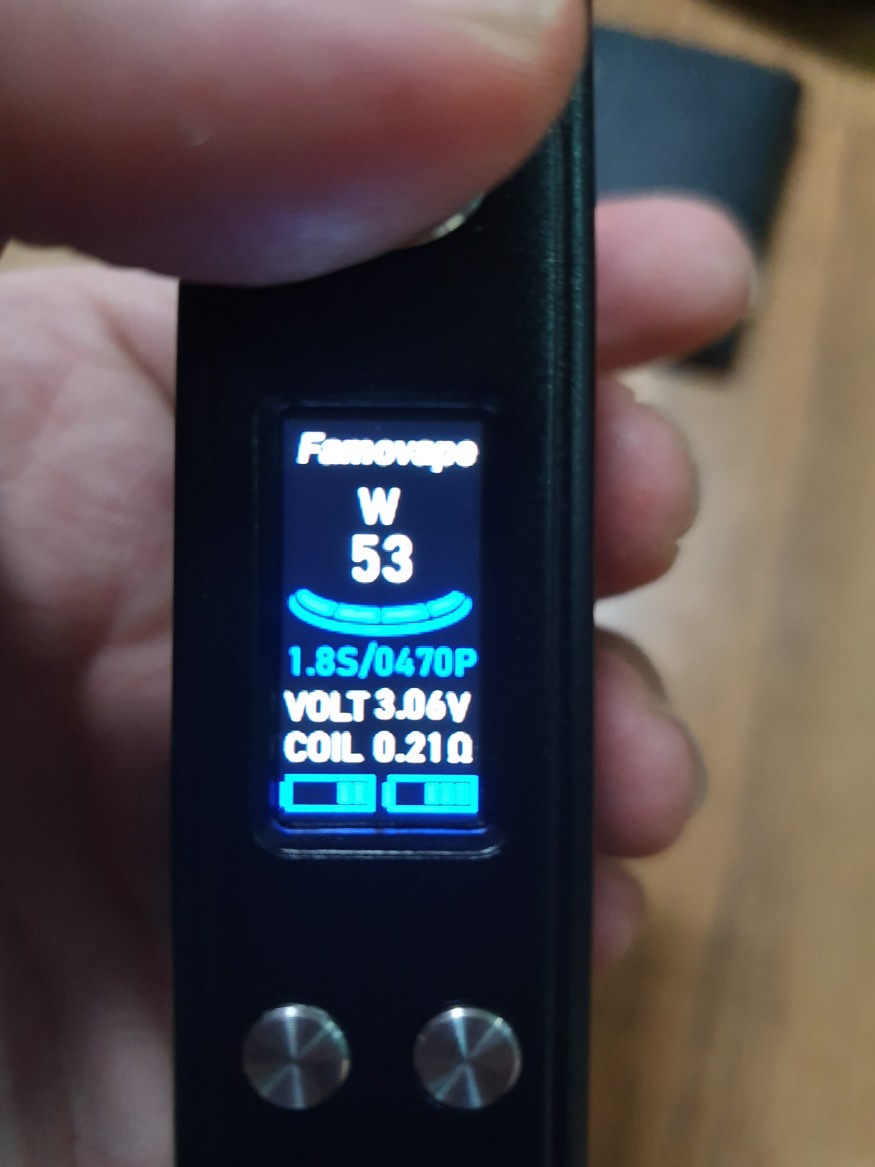 Famovape
W
53
1.8S/0470P
VOLT 3.06V
COIL 0.21Ω